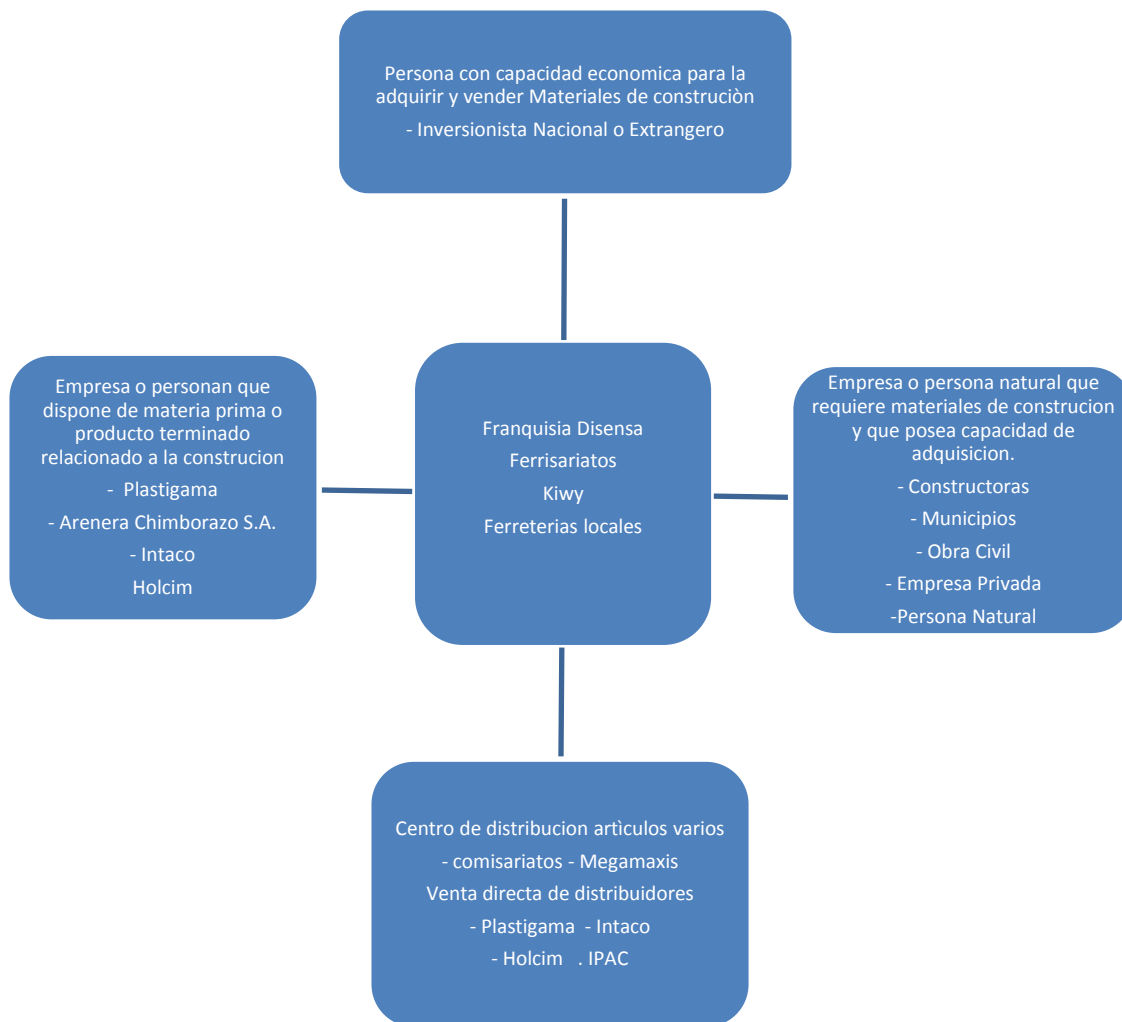 Persona con capacidad economica para la
adquirir y vender Materiales de construciòn
- Inversionista Nacional o Extrangero
Empresa o personan que
dispone de materia prima o
producto terminado
relacionado a la construcion
- Plastigama
- Arenera Chimborazo S.A.
- Intaco
Holcim
Franquisia Disensa
Ferrisariatos
Kiwy
Ferreterias locales
Empresa o persona natural que
requiere materiales de construcion
y que posea capacidad de
adquisicion.
- Constructoras
- Municipios
- Obra Civil
- Empresa Privada
-Persona Natural
Centro de distribucion artìculos varios
- comisariatos - Megamaxis
Venta directa de distribuidores
- Plastigama - Intaco
- Holcim . IPAC